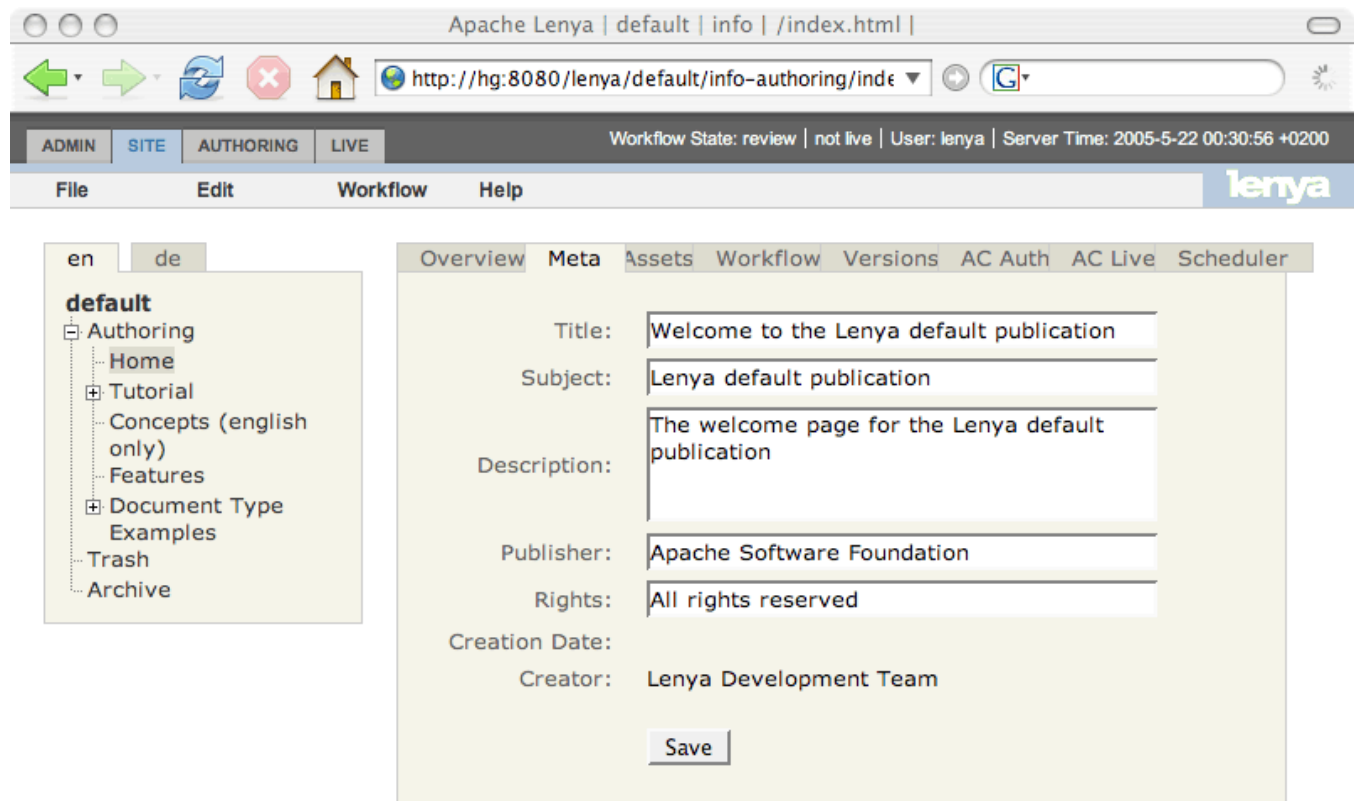 Apache Lenya | default | info | /index.html |
http://hg:8080/lenya/default/info-authoring/inde
G
ADMIN SITE AUTHORING LIVE Workflow State: review | not live | User: lenya | Server Time: 2005-5-22 00:30:56 +0200
File Edit Workflow Help lenya
en de
default
Authoring
Home
Tutorial
Concepts (english
only)
Features
Document Type
Examples
Trash
Archive
Overview Meta Assets Workflow Versions AC Auth AC Live Scheduler
Title: Welcome to the Lenya default publication
Subject: Lenya default publication
Description: The welcome page for the Lenya default
publication
Publisher: Apache Software Foundation
Rights: All rights reserved
Creation Date:
Creator: Lenya Development Team
Save